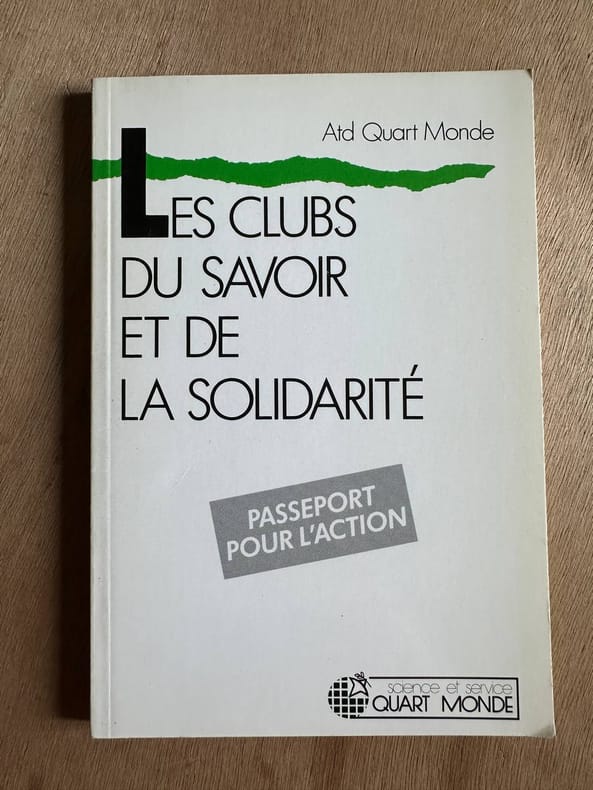 Atd Quart Monde
LES CLUBS
DU SAVOIR
ET DE
LA SOLIDARITÉ
PASSEPORT
POUR L'ACTION
science et service
QUART MONDE